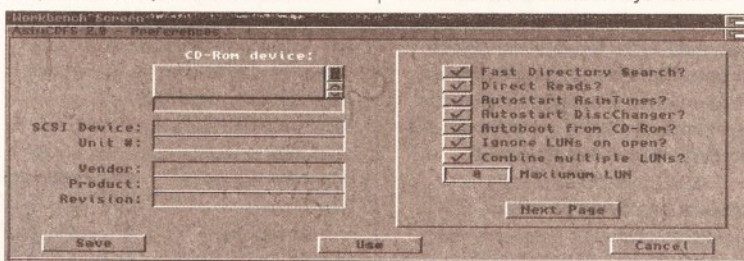 Workbench Screen
AsimCDFS 2.0 - Preferences
CD-Rom device:
SCSI Device:
Unit #:
Vendor:
Product:
Revision:
Fast Directory Search?
Direct Reads?
Autostart AsimTunes?
Autostart DiscChanger?
Autoboot from CD-Rom?
Ignore LUNs on open?
Combine multiple LUNs?
Maxiumum LUN
Next Page
Save
Use
Cancel